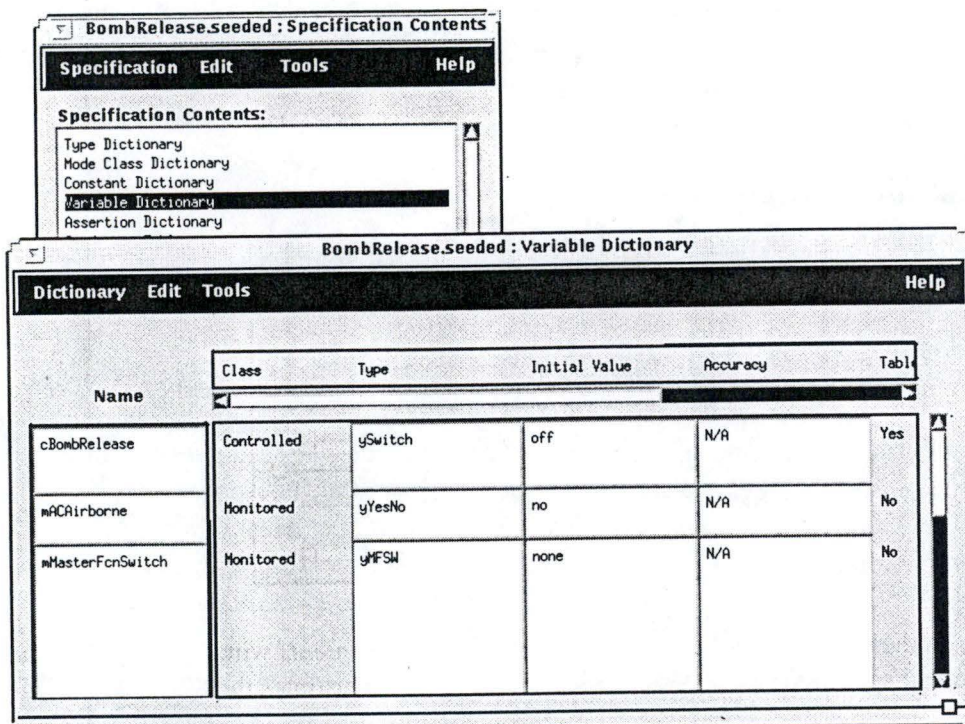 BombRelease.seeded : Specification Contents
Specification Edit Tools Help
Specification Contents:
Type Dictionary
Mode Class Dictionary
Constant Dictionary
Variable Dictionary
Assertion Dictionary
BombRelease.seeded : Variable Dictionary
Dictionary Edit Tools Help
Name Class Type Initial Value Accuracy Table
cBombRelease Controlled ySwitch off N/A Yes
mACAirborne Monitored yYesNo no N/A No
mMasterFcnSwitch Monitored yMFSW none N/A No